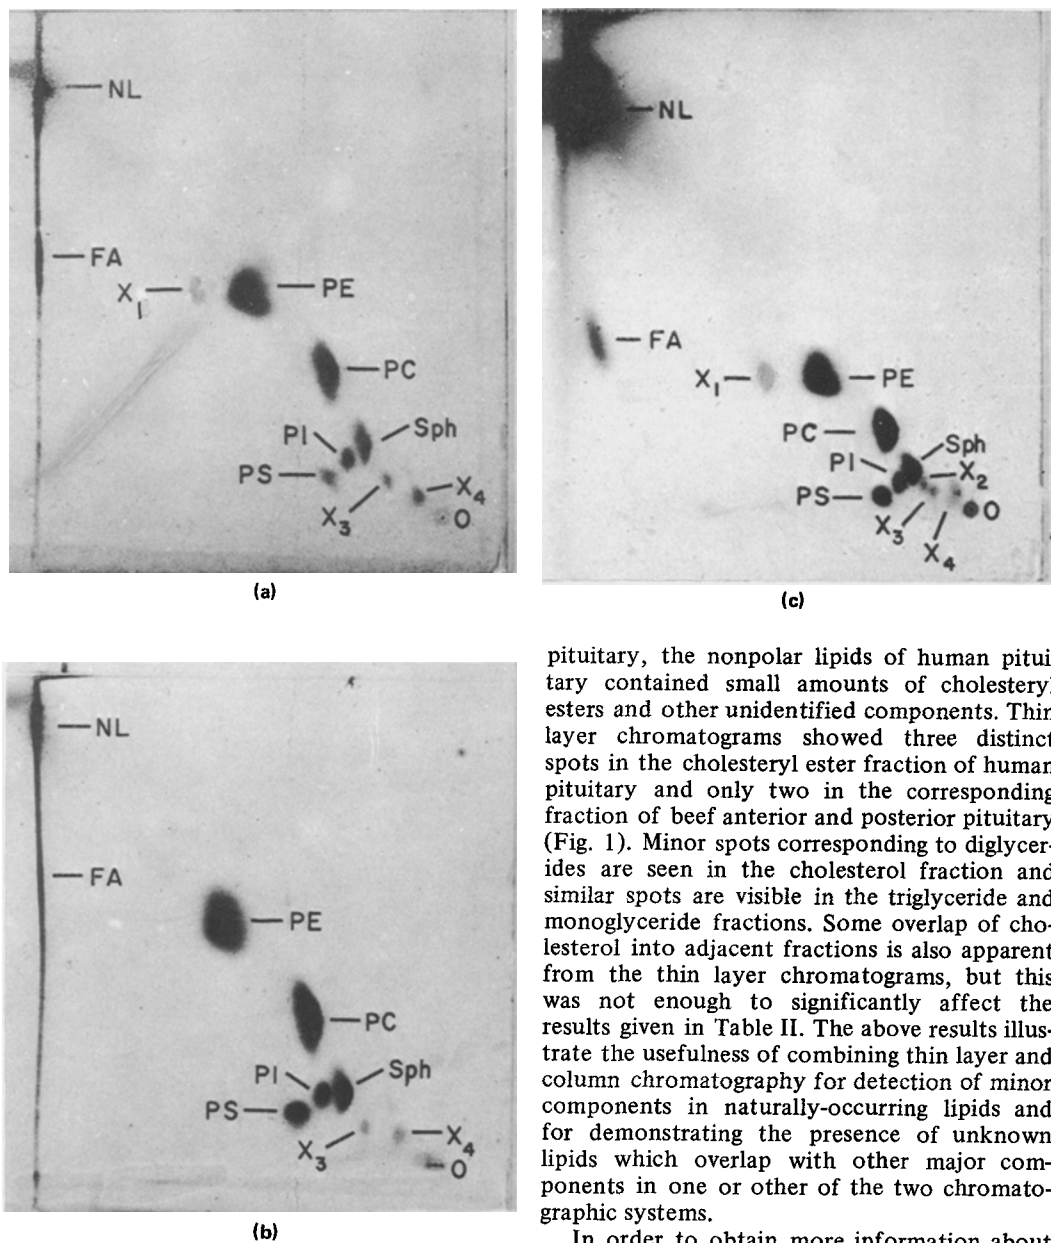 NL
FA
X1
PE
PC
PI
Sph
PS
X4
X3
O
(a)
NL
FA
X1
PE
PC
Sph
PI
X2
PS
O
X3
X4
(c)
NL
FA
PE
PC
PI
Sph
PS
X3
X4
O
(b)
pituitary, the nonpolar lipids of human pitui
tary contained small amounts of cholesteryl
esters and other unidentified components. Thin
layer chromatograms showed three distinct
spots in the cholesteryl ester fraction of human
pituitary and only two in the corresponding
fraction of beef anterior and posterior pituitary
(Fig. 1). Minor spots corresponding to diglycer-
ides are seen in the cholesterol fraction and
similar spots are visible in the triglyceride and
monoglyceride fractions. Some overlap of cho-
lesterol into adjacent fractions is also apparent
from the thin layer chromatograms, but this
was not enough to significantly affect the
results given in Table II. The above results illus-
trate the usefulness of combining thin layer and
column chromatography for detection of minor
components in naturally-occurring lipids and
for demonstrating the presence of unknown
lipids which overlap with other major com-
ponents in one or other of the two chromato-
graphic systems.
In order to obtain more information about